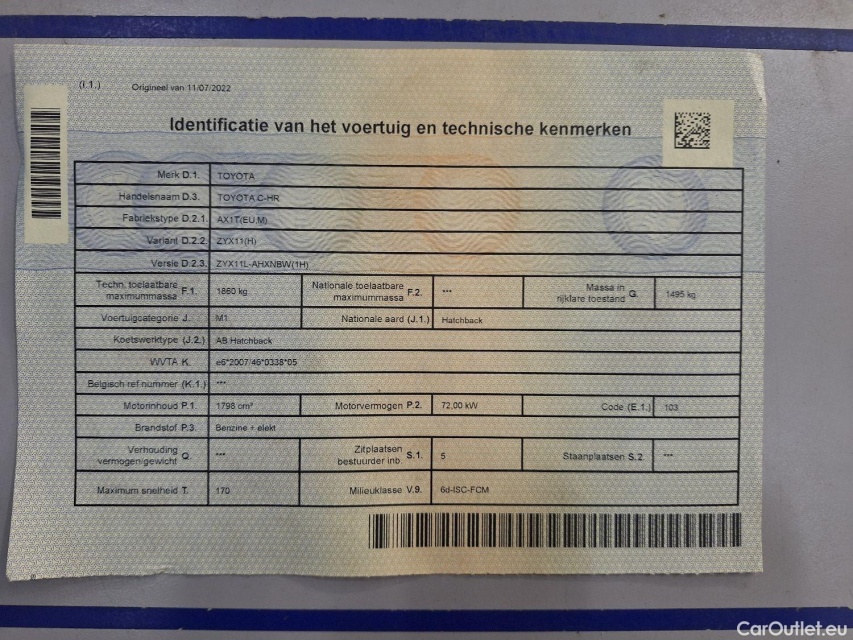 (I.1.) Origineel van 11/07/2022
Identificatie van het voertuig en technische kenmerken
Merk D.1. TOYOTA
Handelsnaam D.3. TOYOTA C-HR
Fabriekstype D.2.1. AX1T(EU,M)
Variant D.2.2. ZYX11(H)
Versie D.2.3. ZYX11L-AHXNBW(1H)
Techn. toelaatbare maximummassa F.1. 1860 kg Nationale toelaatbare maximummassa F.2. *** Massa in rijklare toestand G. 1495 kg
Voertuigcategorie J. M1 Nationale aard (J.1.) Hatchback
Koetswerktype (J.2.) AB Hatchback
WVTA K. e6*2007/46*0338*05
Belgisch ref nummer (K.1.) ***
Motorinhoud P.1. 1798 cm³ Motorvermogen P.2. 72,00 kW Code (E.1.) 103
Brandstof P.3. Benzine + elekt
Verhouding vermogen/gewicht Q. *** Zitplaatsen bestuurder inb. S.1. 5 Staanplaatsen S.2. ***
Maximum snelheid T. 170 Milieuklasse V.9. 6d-ISC-FCM
CarOutlet.eu